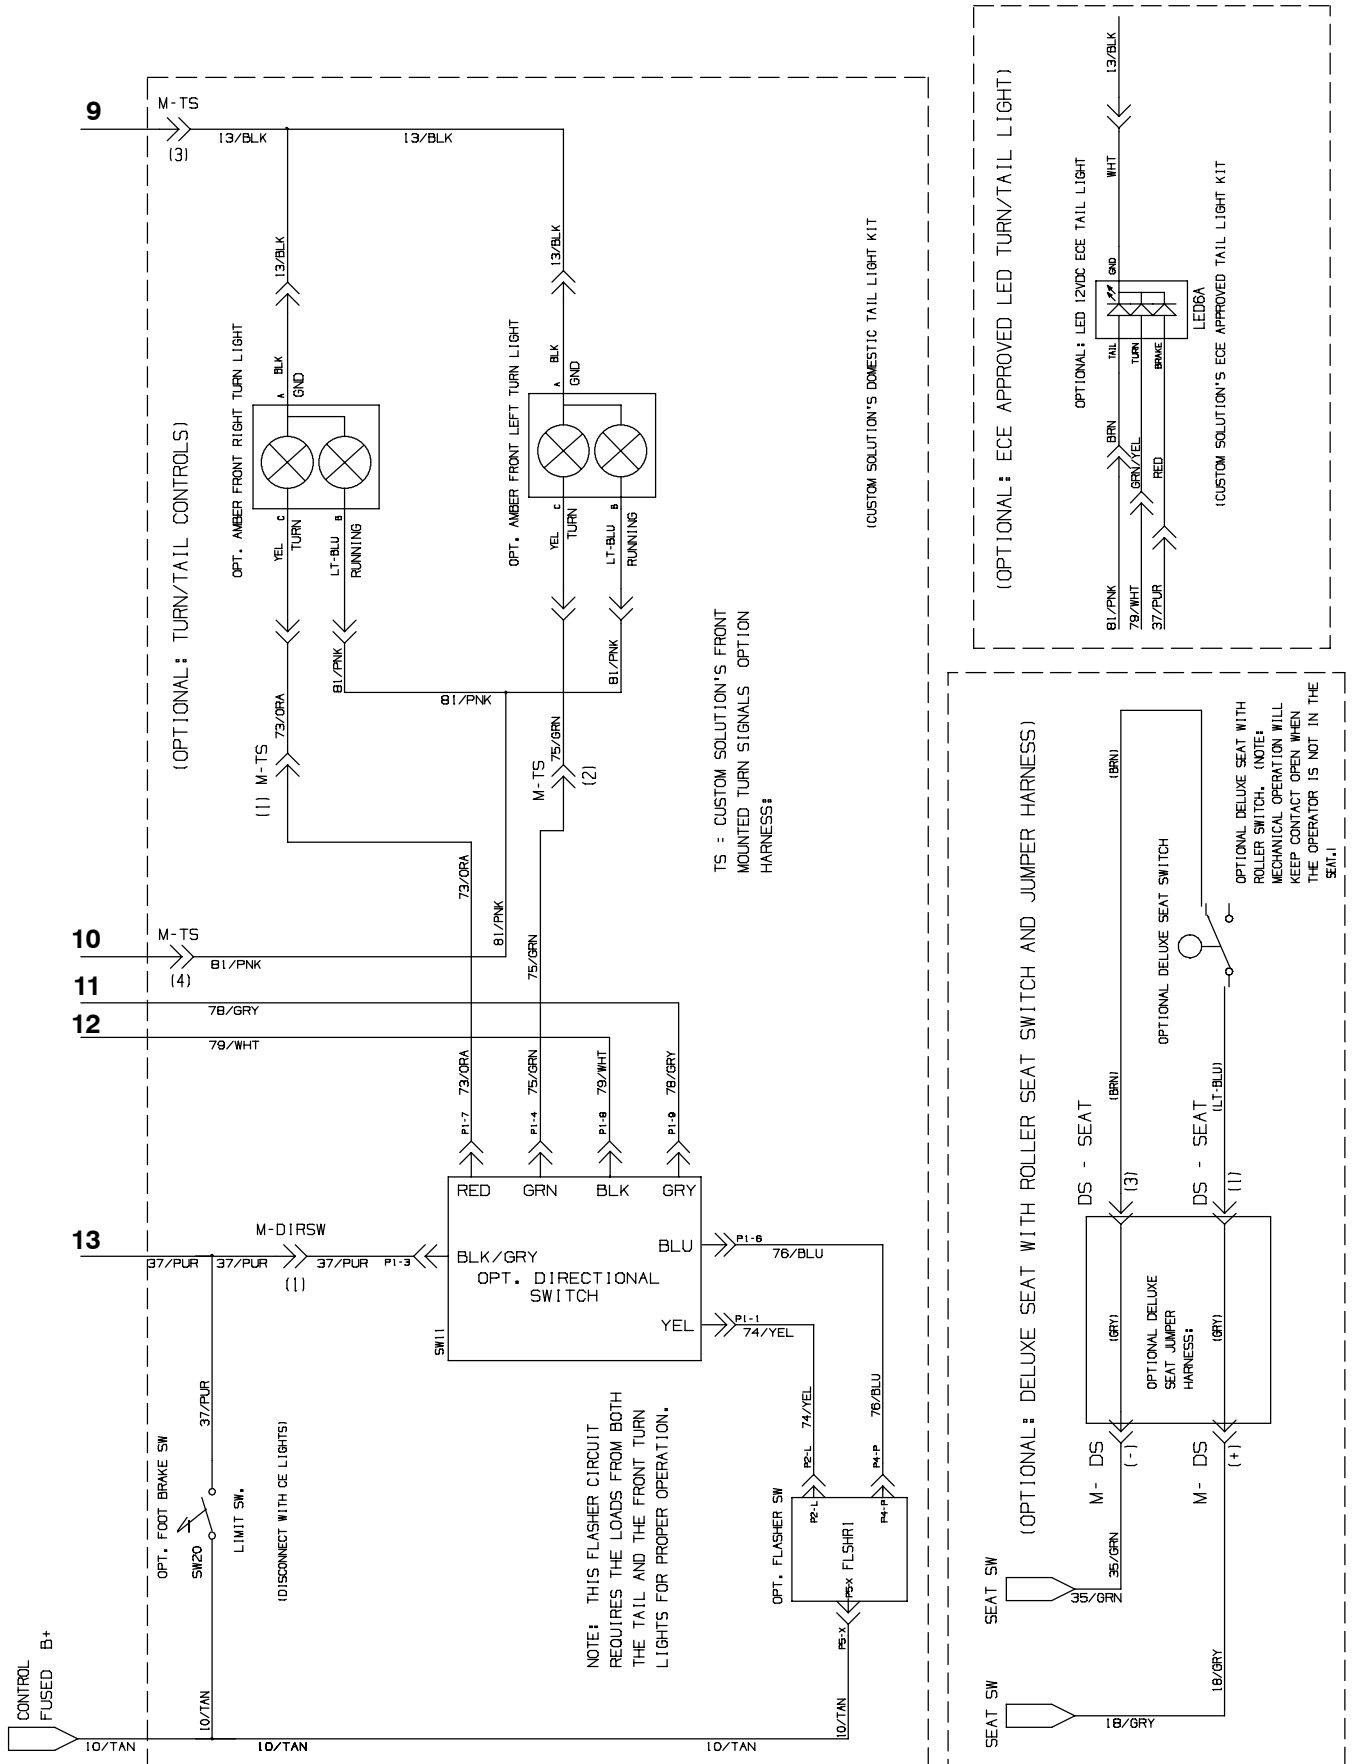 9
M-TS
(3)
13/BLK
13/BLK
13/BLK
13/BLK
(OPTIONAL: TURN/TAIL CONTROLS)
OPT. AMBER FRONT RIGHT TURN LIGHT
A
BLK
GND
YEL
C
TURN
LT-BLU
B
RUNNING
OPT. AMBER FRONT LEFT TURN LIGHT
A
BLK
GND
YEL
C
TURN
LT-BLU
B
RUNNING
81/PNK
81/PNK
81/PNK
73/ORA
(1) M-TS
75/GRN
M-TS
(2)
(CUSTOM SOLUTION'S DOMESTIC TAIL LIGHT KIT
TS = CUSTOM SOLUTION'S FRONT
MOUNTED TURN SIGNALS OPTION
HARNESS:
73/ORA
81/PNK
75/GRN
10
M-TS
(4)
81/PNK
11
78/GRY
12
79/WHT
P1-7
73/ORA
P1-4
75/GRN
P1-8
79/WHT
P1-9
78/GRY
RED
GRN
BLK
GRY
13
37/PUR
37/PUR
M-DIRSW
(1)
37/PUR
P1-3
BLK/GRY
OPT. DIRECTIONAL
SWITCH
SW11
BLU
P1-6
76/BLU
YEL
P1-1
74/YEL
37/PUR
OPT. FOOT BRAKE SW
SW20
LIMIT SW.
(DISCONNECT WITH CE LIGHTS)
NOTE: THIS FLASHER CIRCUIT
REQUIRES THE LOADS FROM BOTH
THE TAIL AND THE FRONT TURN
LIGHTS FOR PROPER OPERATION.
74/YEL
P2-L
76/BLU
P4-P
OPT. FLASHER SW
P2-L
P4-P
P5-X
FLSHR1
P5-X
10/TAN
CONTROL
FUSED B+
10/TAN
10/TAN
10/TAN
10/TAN
(OPTIONAL: ECE APPROVED LED TURN/TAIL LIGHT)
13/BLK
WHT
OPTIONAL: LED 12VDC ECE TAIL LIGHT
GND
LED6A
TAIL
TURN
BRAKE
BRN
GRN/YEL
RED
81/PNK
79/WHT
37/PUR
(CUSTOM SOLUTION'S ECE APPROVED TAIL LIGHT KIT
(OPTIONAL: DELUXE SEAT WITH ROLLER SEAT SWITCH AND JUMPER HARNESS)
(BRN)
OPTIONAL DELUXE SEAT WITH
ROLLER SWITCH. (NOTE:
MECHANICAL OPERATION WILL
KEEP CONTACT OPEN WHEN
THE OPERATOR IS NOT IN THE
SEAT.)
OPTIONAL DELUXE SEAT SWITCH
(BRN)
(LT-BLU)
DS - SEAT
(3)
DS - SEAT
(1)
(GRY)
OPTIONAL DELUXE
SEAT JUMPER
HARNESS:
(GRY)
M- DS
(-)
M- DS
(+)
SEAT SW
35/GRN
35/GRN
SEAT SW
18/GRY
18/GRY